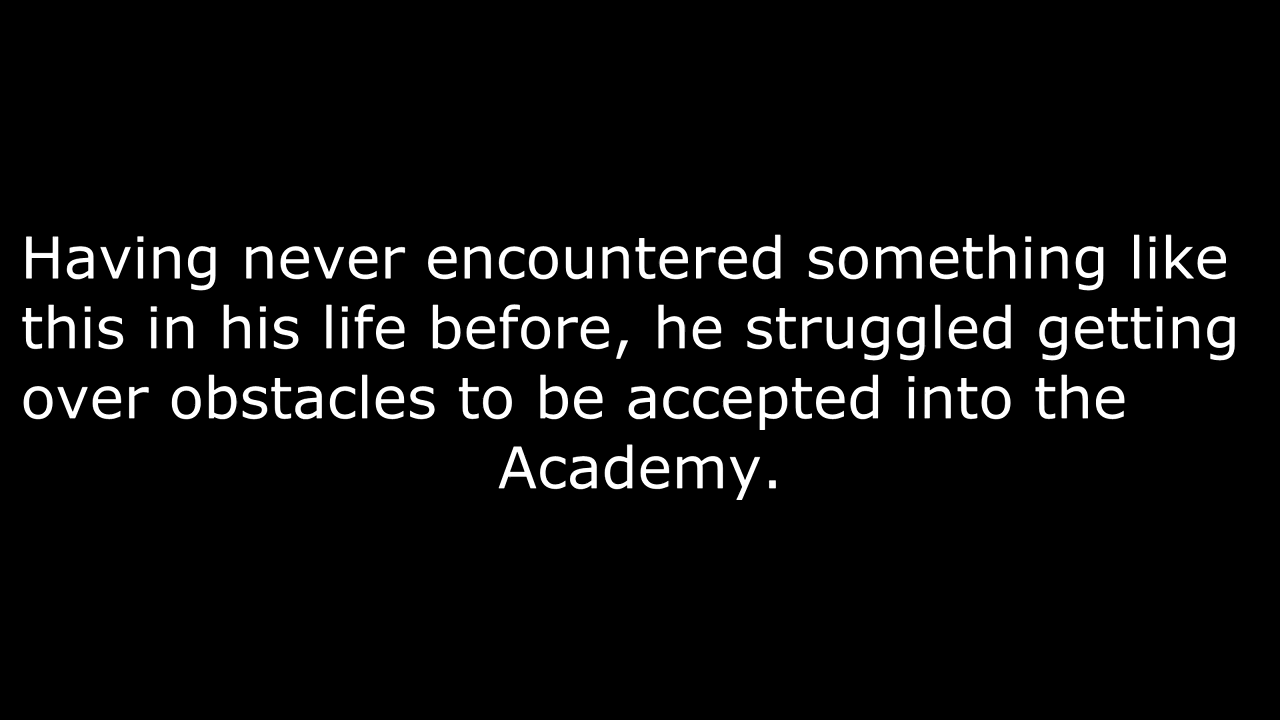 Having never encountered something like
this in his life before, he struggled getting
over obstacles to be accepted into the
Academy.